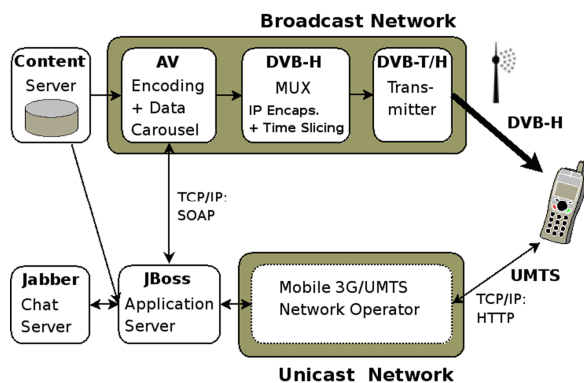 Broadcast Network
Content
Server
AV
Encoding
+ Data
Carousel
DVB-H
MUX
IP Encaps.
+ Time Slicing
DVB-T/H
Trans-
mitter
DVB-H
TCP/IP:
SOAP
Jabber
Chat
Server
JBoss
Application
Server
Mobile 3G/UMTS
Network Operator
UMTS
TCP/IP:
HTTP
Unicast Network